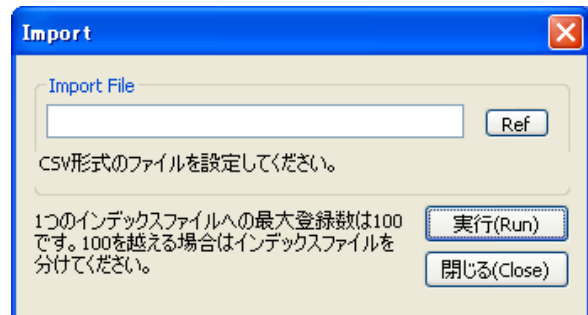 Import
Import File
Ref
CSV形式のファイルを設定してください。
1つのインデックスファイルへの最大登録数は100
です。100を越える場合はインデックスファイルを
分けてください。
実行(Run)
閉じる(Close)